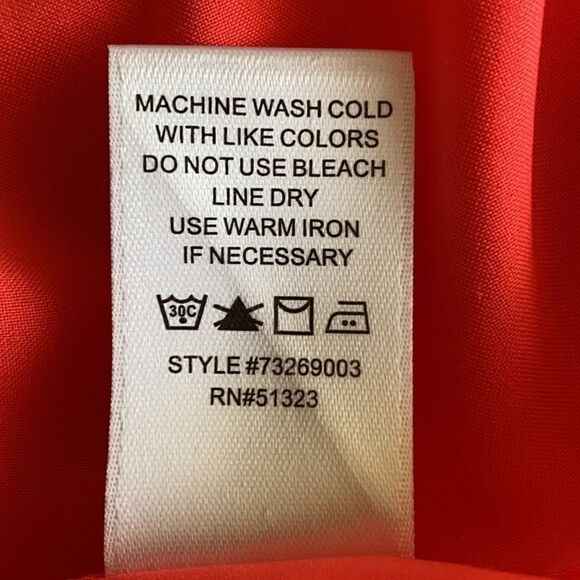 MACHINE WASH COLD
WITH LIKE COLORS
DO NOT USE BLEACH
LINE DRY
USE WARM IRON
IF NECESSARY
30C
STYLE #73269003
RN#51323